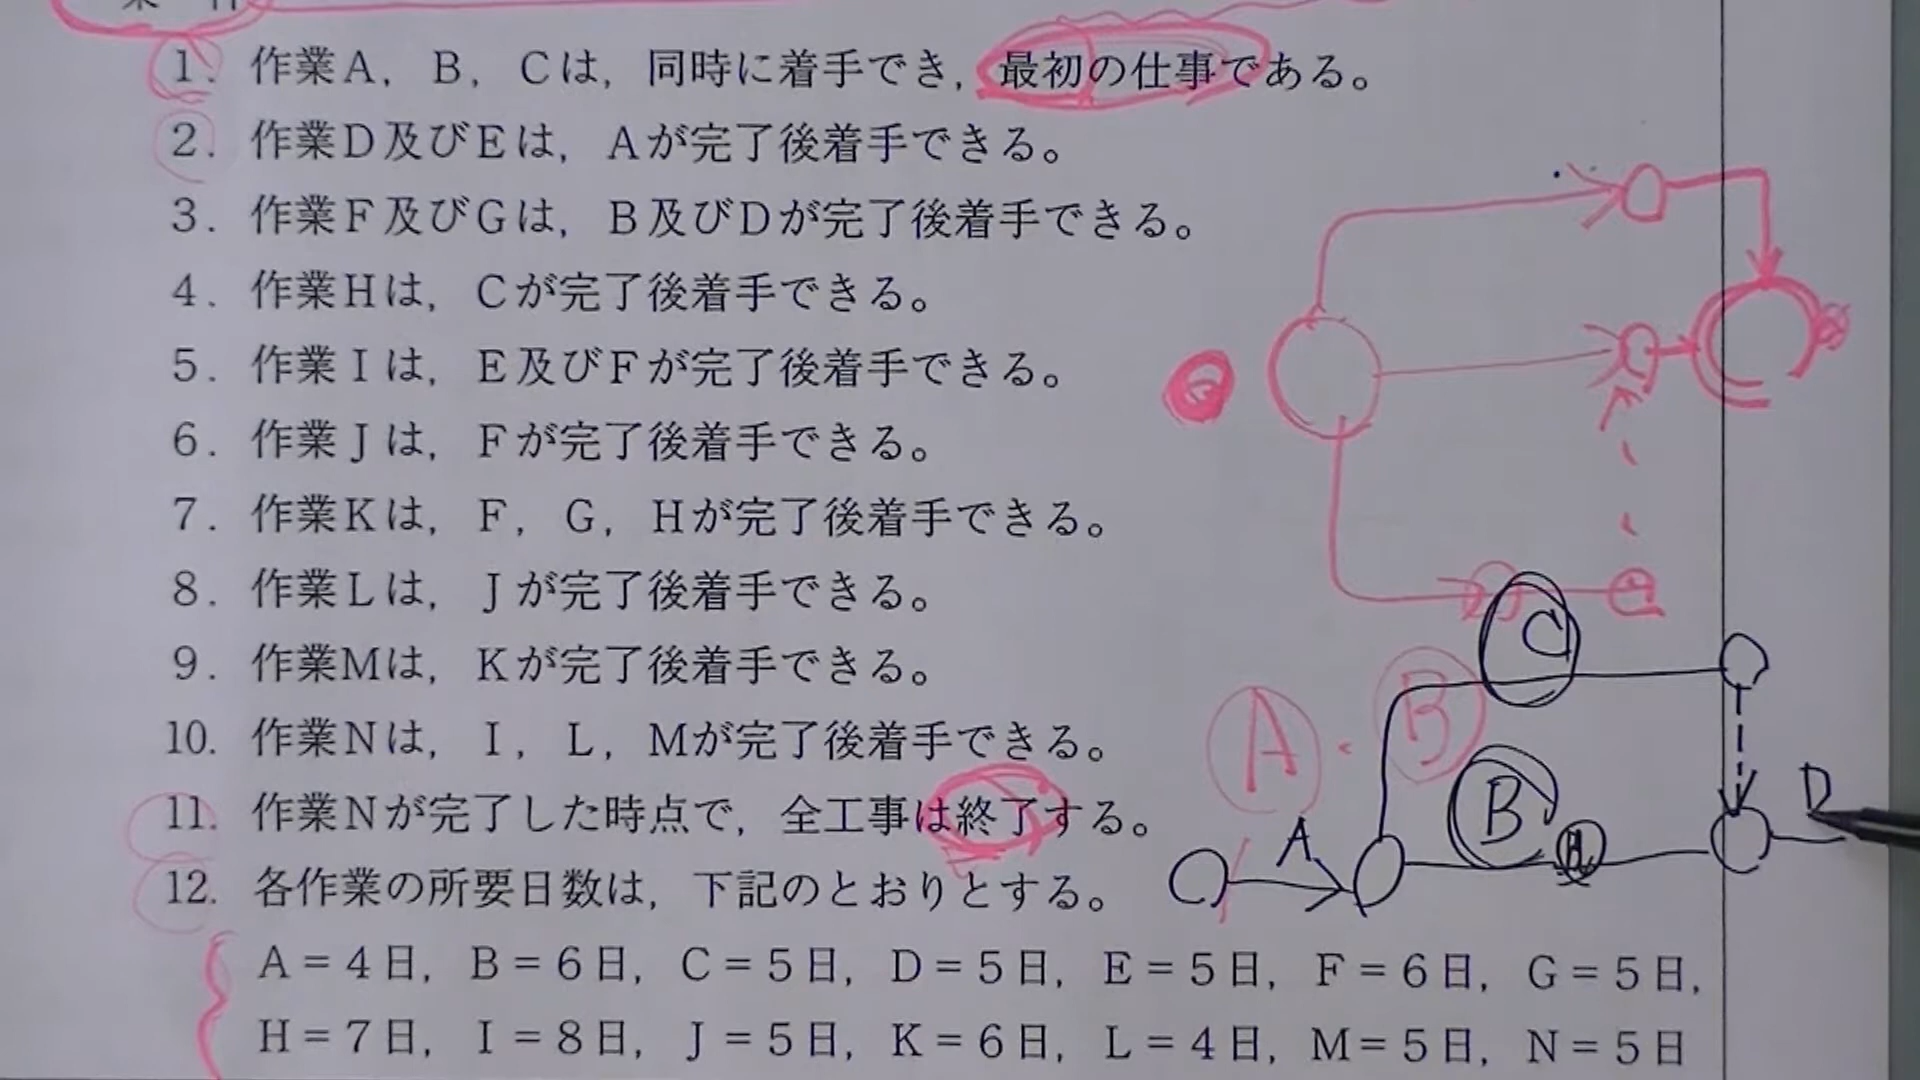 1. 作業A，B，Cは，同時に着手でき，最初の仕事である。
2. 作業D及びEは，Aが完了後着手できる。
3. 作業F及びGは，B及びDが完了後着手できる。
4. 作業Hは，Cが完了後着手できる。
5. 作業Iは，E及びFが完了後着手できる。
6. 作業Jは，Fが完了後着手できる。
7. 作業Kは，F，G，Hが完了後着手できる。
8. 作業Lは，Jが完了後着手できる。
9. 作業Mは，Kが完了後着手できる。
10. 作業Nは，I，L，Mが完了後着手できる。
11. 作業Nが完了した時点で，全工事は終了する。
12. 各作業の所要日数は，下記のとおりとする。
A＝4日，B＝6日，C＝5日，D＝5日，E＝5日，F＝6日，G＝5日，
H＝7日，I＝8日，J＝5日，K＝6日，L＝4日，M＝5日，N＝5日
C
A・B
B
D
A